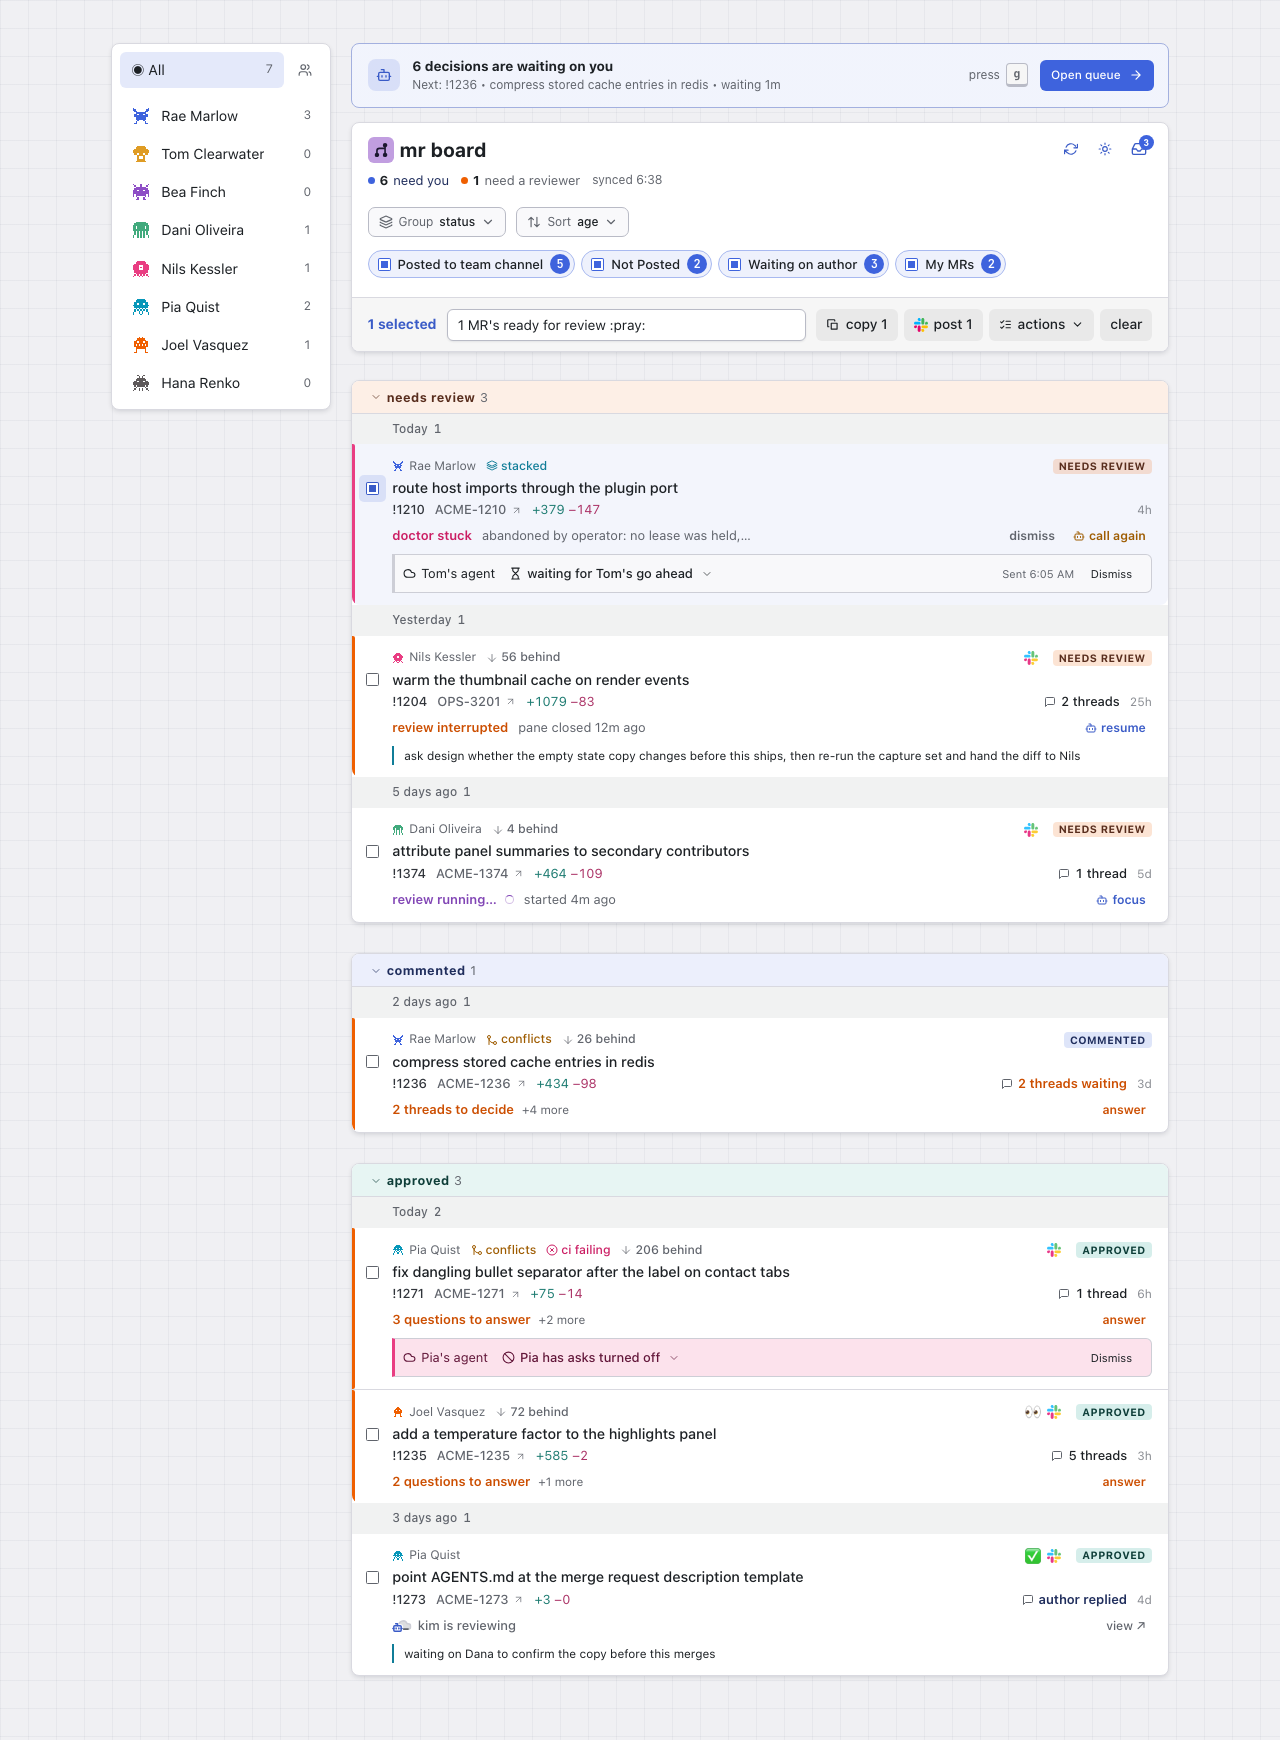 All 7
Rae Marlow 3
Tom Clearwater 0
Bea Finch 0
Dani Oliveira 1
Nils Kessler 1
Pia Quist 2
Joel Vasquez 1
Hana Renko 0
6 decisions are waiting on you
Next: !1236 • compress stored cache entries in redis • waiting 1m
press g Open queue
mr board 3
6 need you 1 need a reviewer synced 6:38
Group status Sort age
Posted to team channel 5 Not Posted 2 Waiting on author 3 My MRs 2
1 selected 1 MR's ready for review :pray: copy 1 post 1 actions clear
needs review 3
Today 1
Rae Marlow stacked NEEDS REVIEW
route host imports through the plugin port
!1210 ACME-1210 ↗ +379 −147 4h
doctor stuck abandoned by operator: no lease was held,... dismiss call again
Tom's agent waiting for Tom's go ahead Sent 6:05 AM Dismiss
Yesterday 1
Nils Kessler ↓ 56 behind NEEDS REVIEW
warm the thumbnail cache on render events
!1204 OPS-3201 ↗ +1079 −83 2 threads 25h
review interrupted pane closed 12m ago resume
ask design whether the empty state copy changes before this ships, then re-run the capture set and hand the diff to Nils
5 days ago 1
Dani Oliveira ↓ 4 behind NEEDS REVIEW
attribute panel summaries to secondary contributors
!1374 ACME-1374 ↗ +464 −109 1 thread 5d
review running... started 4m ago focus
commented 1
2 days ago 1
Rae Marlow conflicts ↓ 26 behind COMMENTED
compress stored cache entries in redis
!1236 ACME-1236 ↗ +434 −98 2 threads waiting 3d
2 threads to decide +4 more answer
approved 3
Today 2
Pia Quist conflicts ci failing ↓ 206 behind APPROVED
fix dangling bullet separator after the label on contact tabs
!1271 ACME-1271 ↗ +75 −14 1 thread 6h
3 questions to answer +2 more answer
Pia's agent Pia has asks turned off Dismiss
Joel Vasquez ↓ 72 behind APPROVED
add a temperature factor to the highlights panel
!1235 ACME-1235 ↗ +585 −2 5 threads 3h
2 questions to answer +1 more answer
3 days ago 1
Pia Quist APPROVED
point AGENTS.md at the merge request description template
!1273 ACME-1273 ↗ +3 −0 author replied 4d
kim is reviewing view ↗
waiting on Dana to confirm the copy before this merges